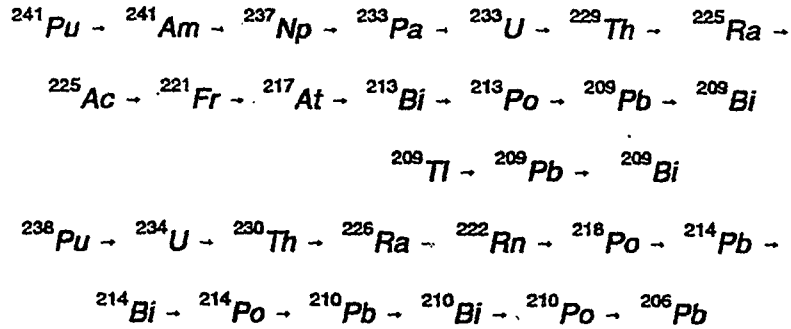 ²⁴¹Pu → ²⁴¹Am → ²³⁷Np → ²³³Pa → ²³³U → ²²⁹Th → ²²⁵Ra →
²²⁵Ac → ²²¹Fr → ²¹⁷At → ²¹³Bi → ²¹³Po → ²⁰⁹Pb → ²⁰⁹Bi
²⁰⁹Tl → ²⁰⁹Pb → ²⁰⁹Bi
²³⁸Pu → ²³⁴U → ²³⁰Th → ²²⁶Ra → ²²²Rn → ²¹⁸Po → ²¹⁴Pb →
²¹⁴Bi → ²¹⁴Po → ²¹⁰Pb → ²¹⁰Bi → ²¹⁰Po → ²⁰⁶Pb